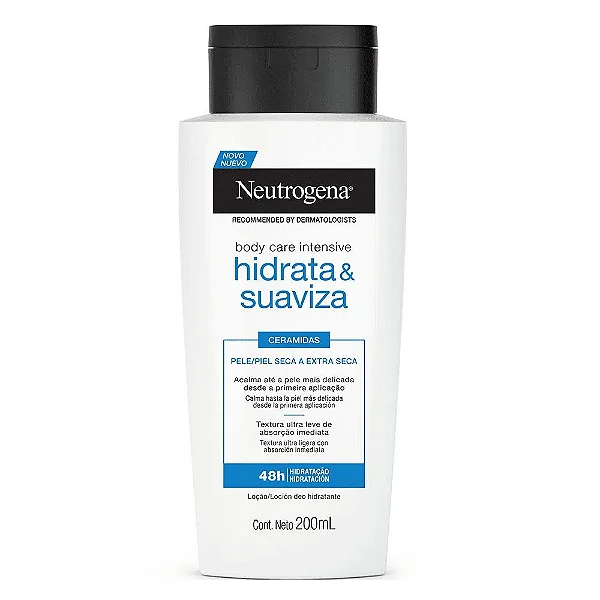 NOVO
NUEVO
Neutrogena®
RECOMMENDED BY DERMATOLOGISTS
body care intensive
hidrata &
suaviza
CERAMIDAS
PELE/PIEL SECA A EXTRA SECA
Acalma até a pele mais delicada
desde a primeira aplicação
Calma hasta la piel más delicada
desde la primera aplicación
Textura ultra leve de
absorção imediata
Textura ultra ligera con
absorción inmediata
48h HIDRATAÇÃO
HIDRATACIÓN
Loção/Loción deo hidratante
Cont. Neto 200mL